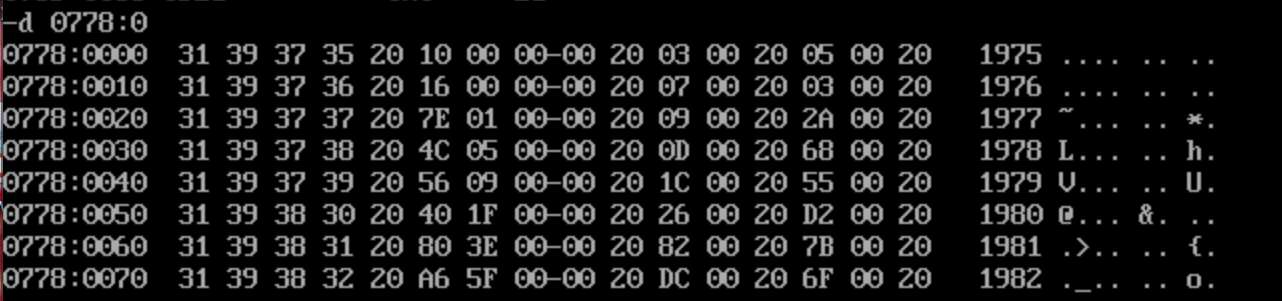 -d 0778:0
0778:0000  31 39 37 35 20 10 00 00-00 20 03 00 20 05 00 20   1975 .... .. ..
0778:0010  31 39 37 36 20 16 00 00-00 20 07 00 20 03 00 20   1976 .... .. ..
0778:0020  31 39 37 37 20 7E 01 00-00 20 09 00 20 2A 00 20   1977 ~... .. *.
0778:0030  31 39 37 38 20 4C 05 00-00 20 0D 00 20 68 00 20   1978 L... .. h.
0778:0040  31 39 37 39 20 56 09 00-00 20 1C 00 20 55 00 20   1979 V... .. U.
0778:0050  31 39 38 30 20 40 1F 00-00 20 26 00 20 D2 00 20   1980 @... &. ..
0778:0060  31 39 38 31 20 80 3E 00-00 20 82 00 20 7B 00 20   1981 .>.. .. {.
0778:0070  31 39 38 32 20 A6 5F 00-00 20 DC 00 20 6F 00 20   1982 ._.. .. o.